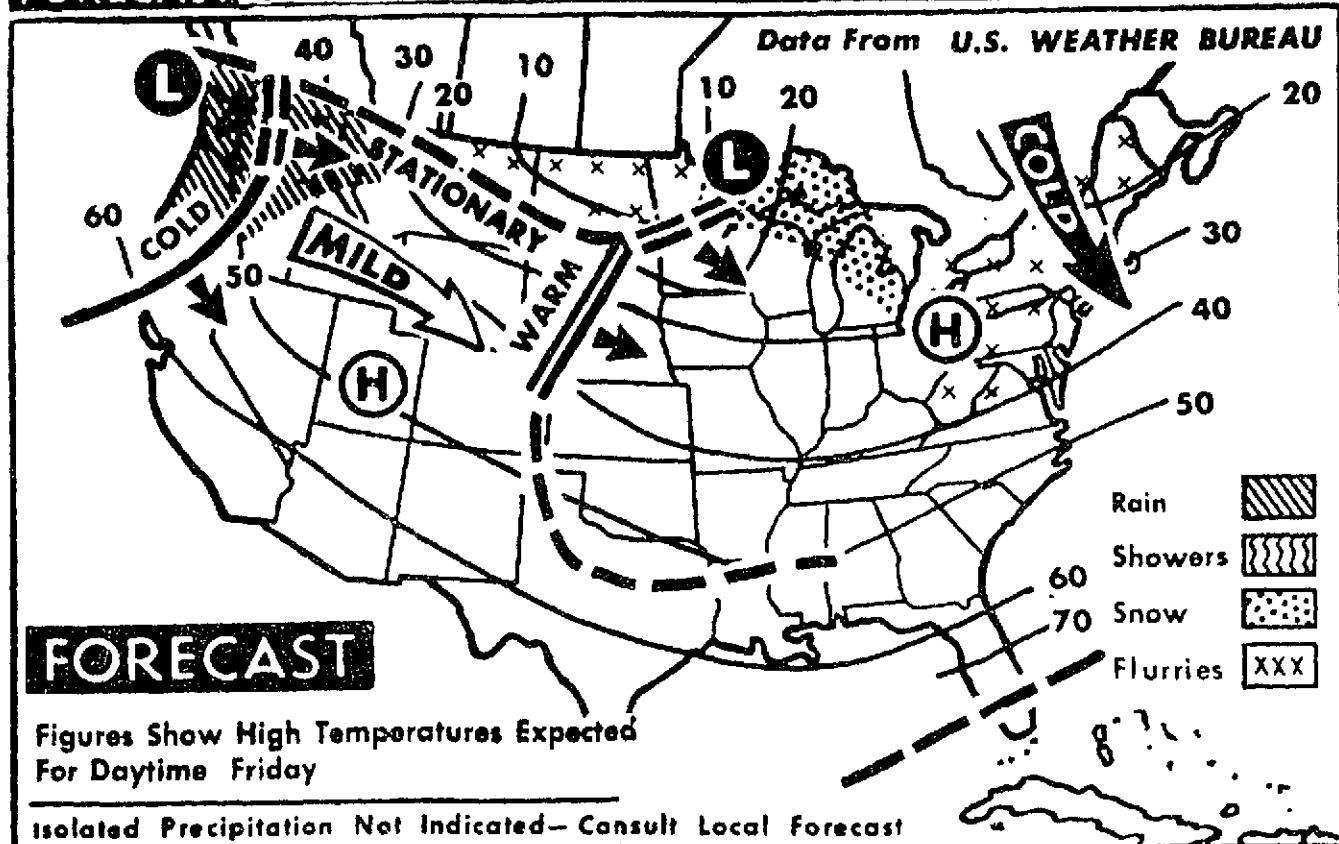 Data From U.S. WEATHER BUREAU
L
40
30
20
10
10
20
20
L
COLD
STATIONARY
60
COLD
MILD
50
30
WARM
H
H
40
50
Rain
Showers
Snow
Flurries XXX
60
70
FORECAST
Figures Show High Temperatures Expected
For Daytime Friday
Isolated Precipitation Not Indicated— Consult Local Forecast